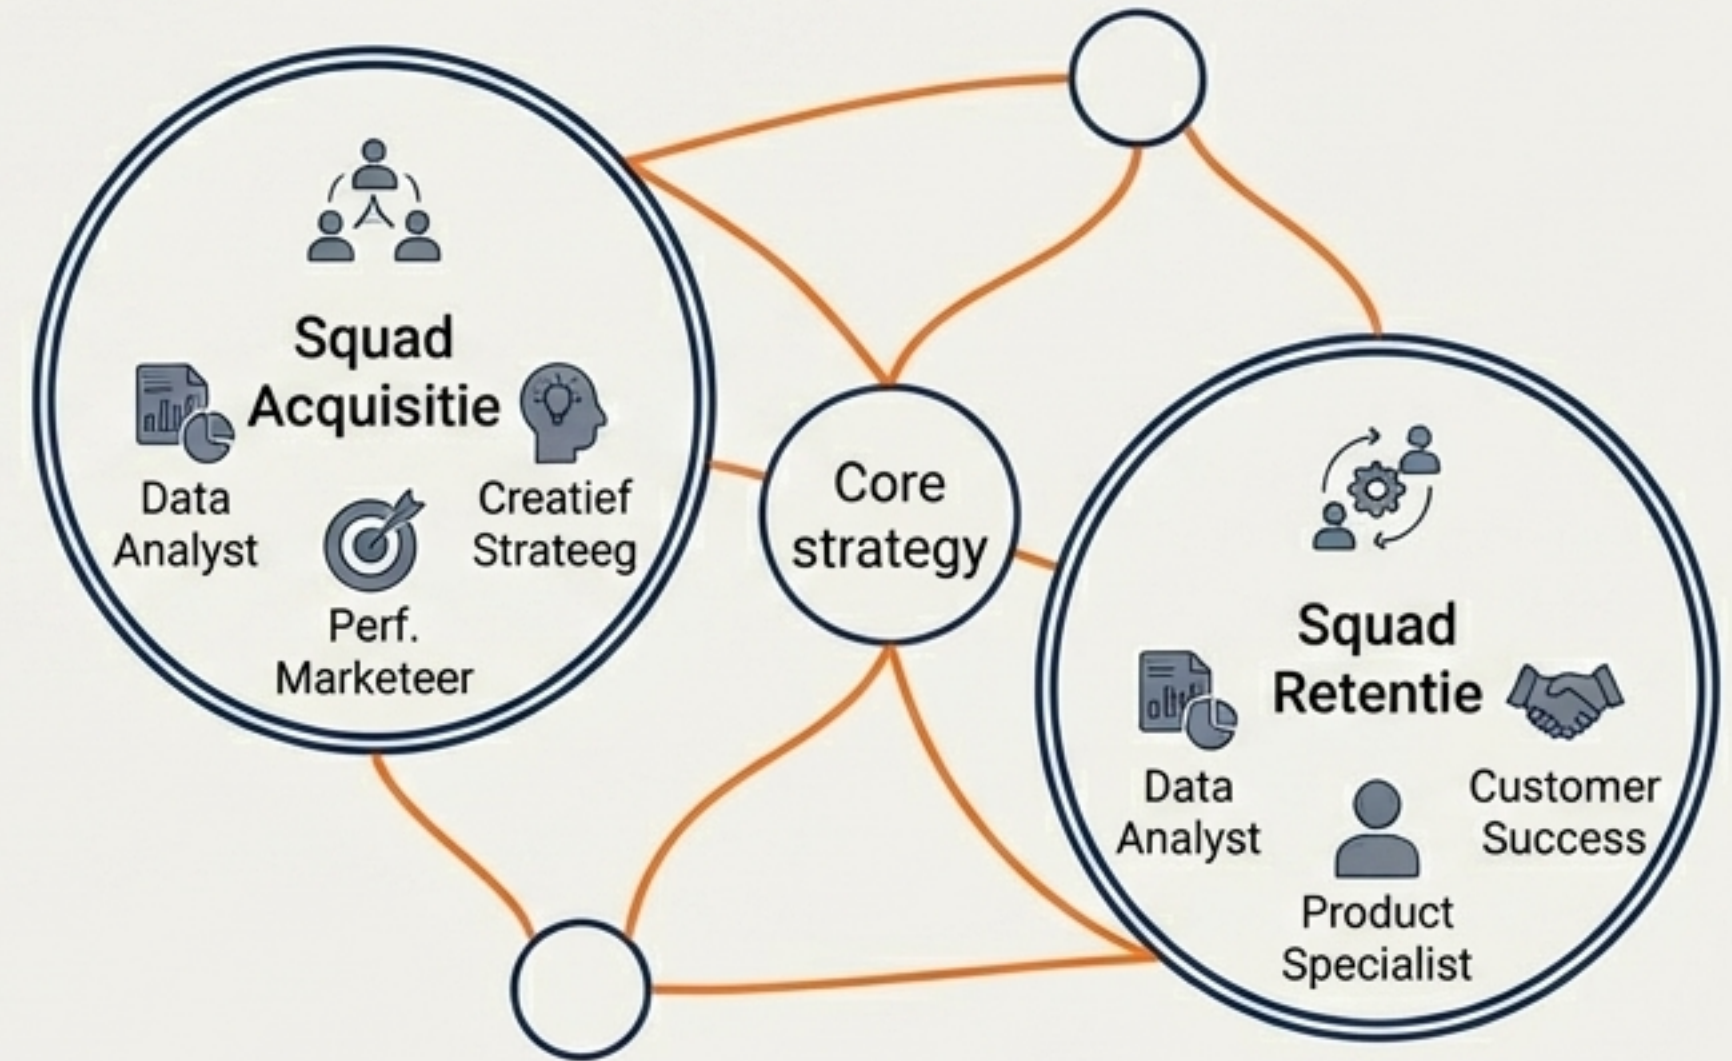 Squad
Acquisitie
Data
Analyst
Perf.
Marketeer
Creatief
Strateeg
Core
strategy
Squad
Retentie
Data
Analyst
Product
Specialist
Customer
Success